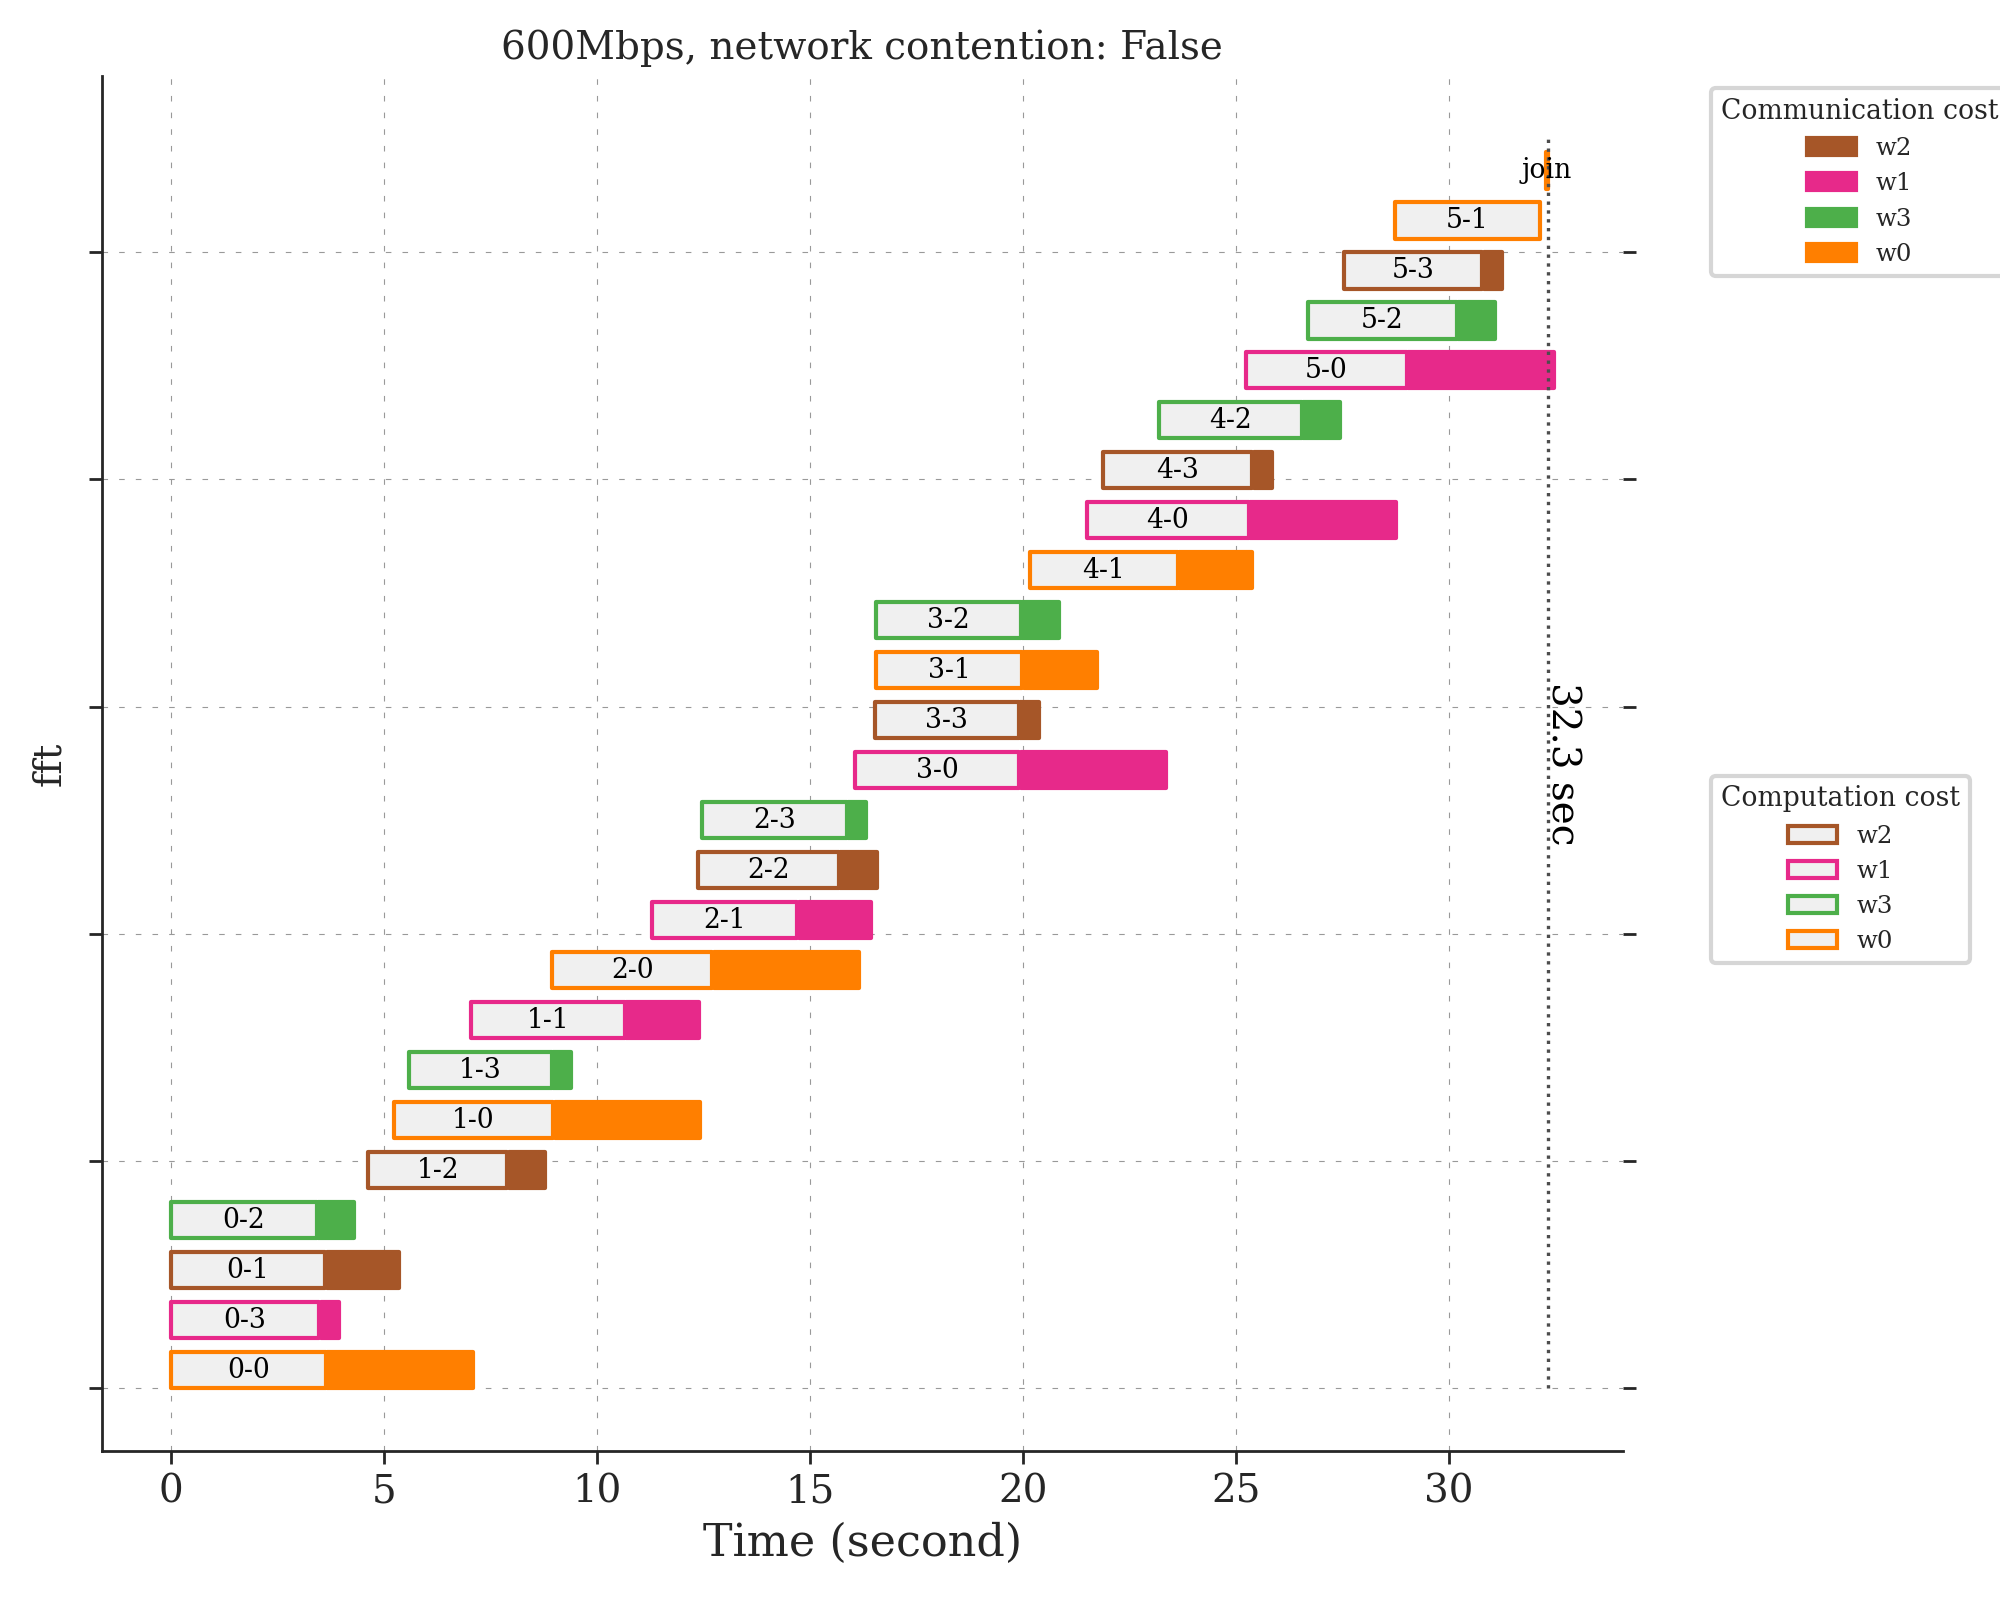 600Mbps, network contention: False
join
5-1
5-3
5-2
5-0
4-2
4-3
4-0
4-1
3-2
3-1
3-3
3-0
2-3
2-2
2-1
2-0
1-1
1-3
1-0
1-2
0-2
0-1
0-3
0-0
32.3 sec
fft
0 5 10 15 20 25 30
Time (second)
Communication cost
w2
w1
w3
w0
Computation cost
w2
w1
w3
w0